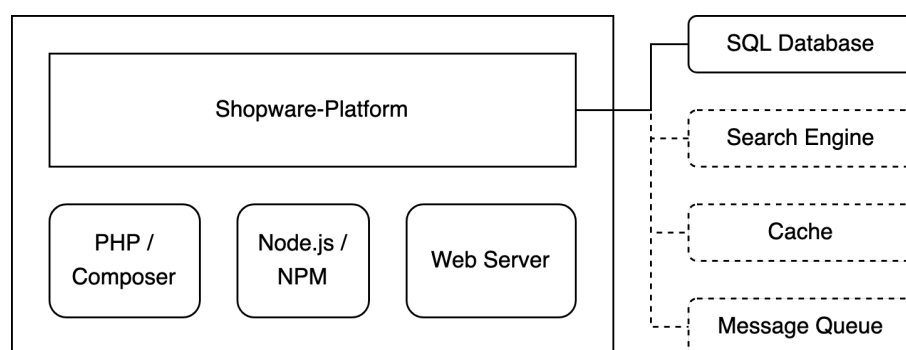 Shopware-Platform
PHP /
Composer
Node.js /
NPM
Web Server
SQL Database
Search Engine
Cache
Message Queue